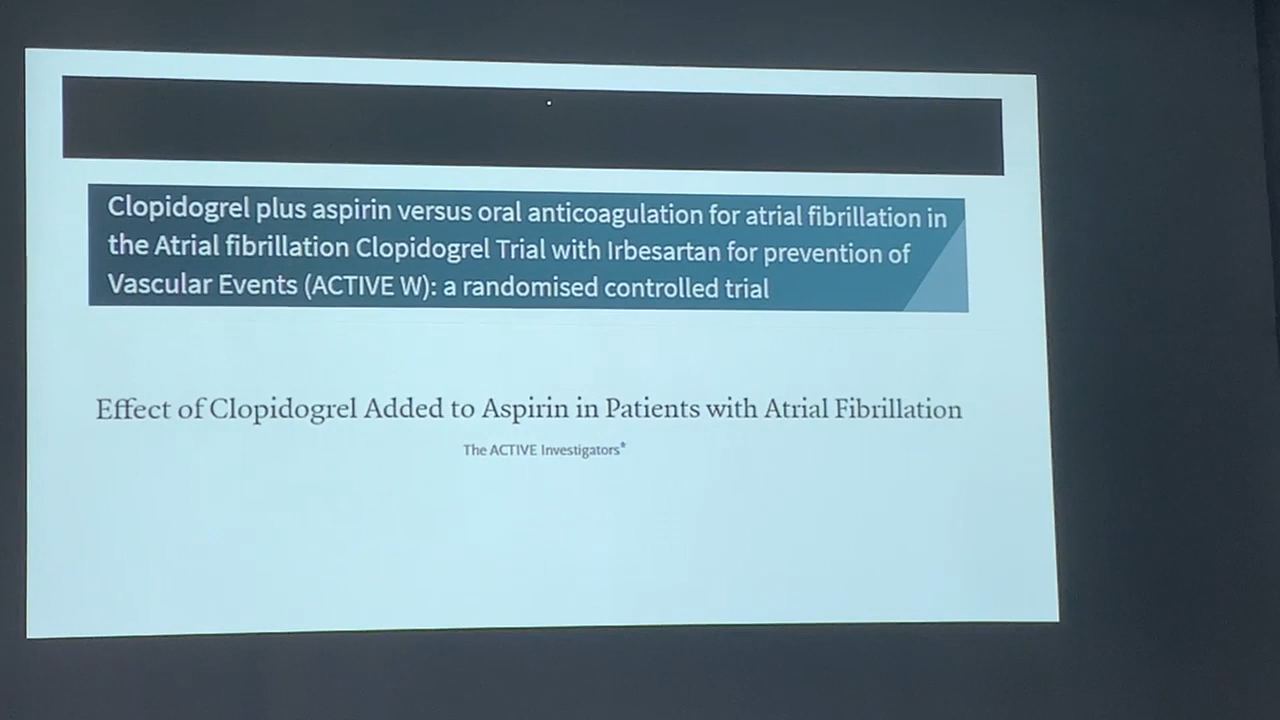 Clopidogrel plus aspirin versus oral anticoagulation for atrial fibrillation in
the Atrial fibrillation Clopidogrel Trial with Irbesartan for prevention of
Vascular Events (ACTIVE W): a randomised controlled trial
Effect of Clopidogrel Added to Aspirin in Patients with Atrial Fibrillation
The ACTIVE Investigators*